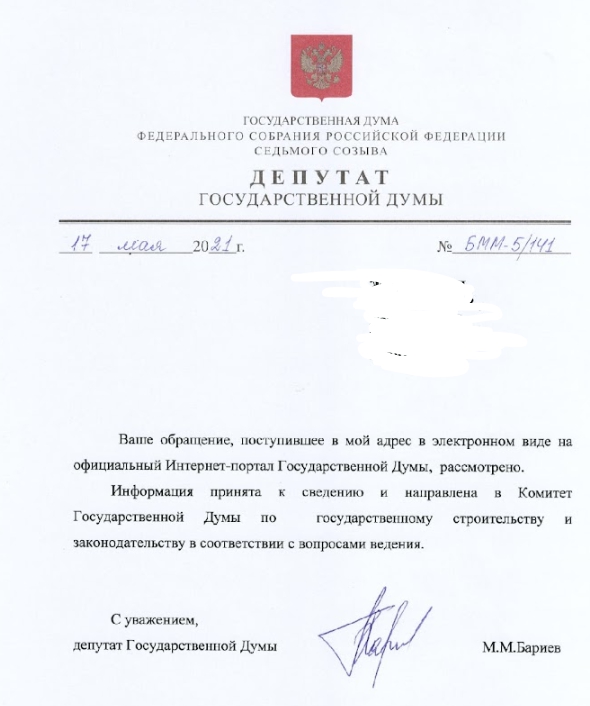 ГОСУДАРСТВЕННАЯ ДУМА
ФЕДЕРАЛЬНОГО СОБРАНИЯ РОССИЙСКОЙ ФЕДЕРАЦИИ
СЕДЬМОГО СОЗЫВА
ДЕПУТАТ
ГОСУДАРСТВЕННОЙ ДУМЫ
17 мая 2021 г. № БММ-5/141
Ваше обращение, поступившее в мой адрес в электронном виде на
официальный Интернет-портал Государственной Думы, рассмотрено.
Информация принята к сведению и направлена в Комитет
Государственной Думы по государственному строительству и
законодательству в соответствии с вопросами ведения.
С уважением,
депутат Государственной Думы М.М.Бариев